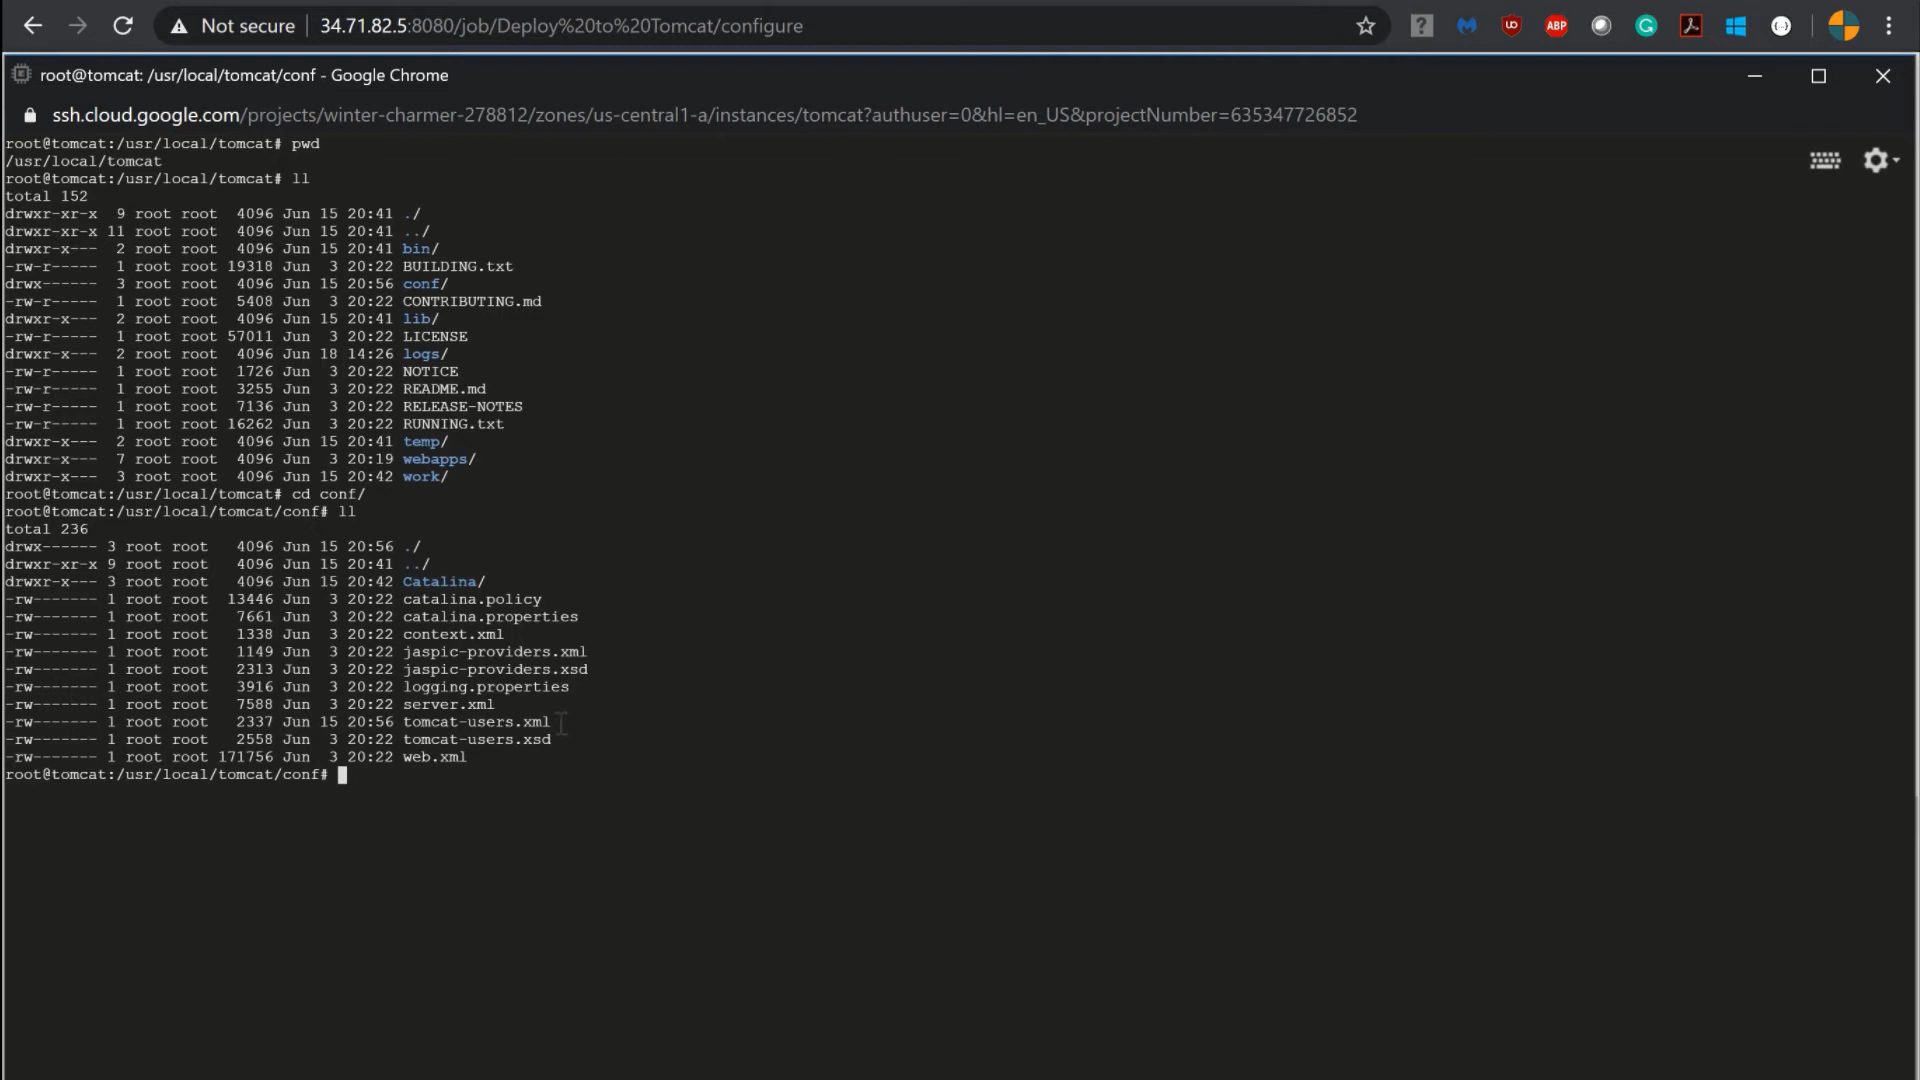 Not secure 34.71.82.5:8080/job/Deploy%20to%20Tomcat/configure
root@tomcat: /usr/local/tomcat/conf - Google Chrome
ssh.cloud.google.com/projects/winter-charmer-278812/zones/us-central1-a/instances/tomcat?authuser=0&hl=en_US&projectNumber=635347726852
root@tomcat:/usr/local/tomcat# pwd
/usr/local/tomcat
root@tomcat:/usr/local/tomcat# ll
total 152
drwxr-xr-x  9 root root  4096 Jun 15 20:41 ./
drwxr-xr-x 11 root root  4096 Jun 15 20:41 ../
drwxr-x---  2 root root  4096 Jun 15 20:41 bin/
-rw-r-----  1 root root 19318 Jun  3 20:22 BUILDING.txt
drwx------  3 root root  4096 Jun 15 20:56 conf/
-rw-r-----  1 root root  5408 Jun  3 20:22 CONTRIBUTING.md
drwxr-x---  2 root root  4096 Jun 15 20:41 lib/
-rw-r-----  1 root root 57011 Jun  3 20:22 LICENSE
drwxr-x---  2 root root  4096 Jun 18 14:26 logs/
-rw-r-----  1 root root  1726 Jun  3 20:22 NOTICE
-rw-r-----  1 root root  3255 Jun  3 20:22 README.md
-rw-r-----  1 root root  7136 Jun  3 20:22 RELEASE-NOTES
-rw-r-----  1 root root 16262 Jun  3 20:22 RUNNING.txt
drwxr-x---  2 root root  4096 Jun 15 20:41 temp/
drwxr-x---  7 root root  4096 Jun  3 20:19 webapps/
drwxr-x---  3 root root  4096 Jun 15 20:42 work/
root@tomcat:/usr/local/tomcat# cd conf/
root@tomcat:/usr/local/tomcat/conf# ll
total 236
drwx------ 3 root root   4096 Jun 15 20:56 ./
drwxr-xr-x 9 root root   4096 Jun 15 20:41 ../
drwxr-x--- 3 root root   4096 Jun 15 20:42 Catalina/
-rw------- 1 root root  13446 Jun  3 20:22 catalina.policy
-rw------- 1 root root   7661 Jun  3 20:22 catalina.properties
-rw------- 1 root root   1338 Jun  3 20:22 context.xml
-rw------- 1 root root   1149 Jun  3 20:22 jaspic-providers.xml
-rw------- 1 root root   2313 Jun  3 20:22 jaspic-providers.xsd
-rw------- 1 root root   3916 Jun  3 20:22 logging.properties
-rw------- 1 root root   7588 Jun  3 20:22 server.xml
-rw------- 1 root root   2337 Jun 15 20:56 tomcat-users.xml
-rw------- 1 root root   2558 Jun  3 20:22 tomcat-users.xsd
-rw------- 1 root root 171756 Jun  3 20:22 web.xml
root@tomcat:/usr/local/tomcat/conf#